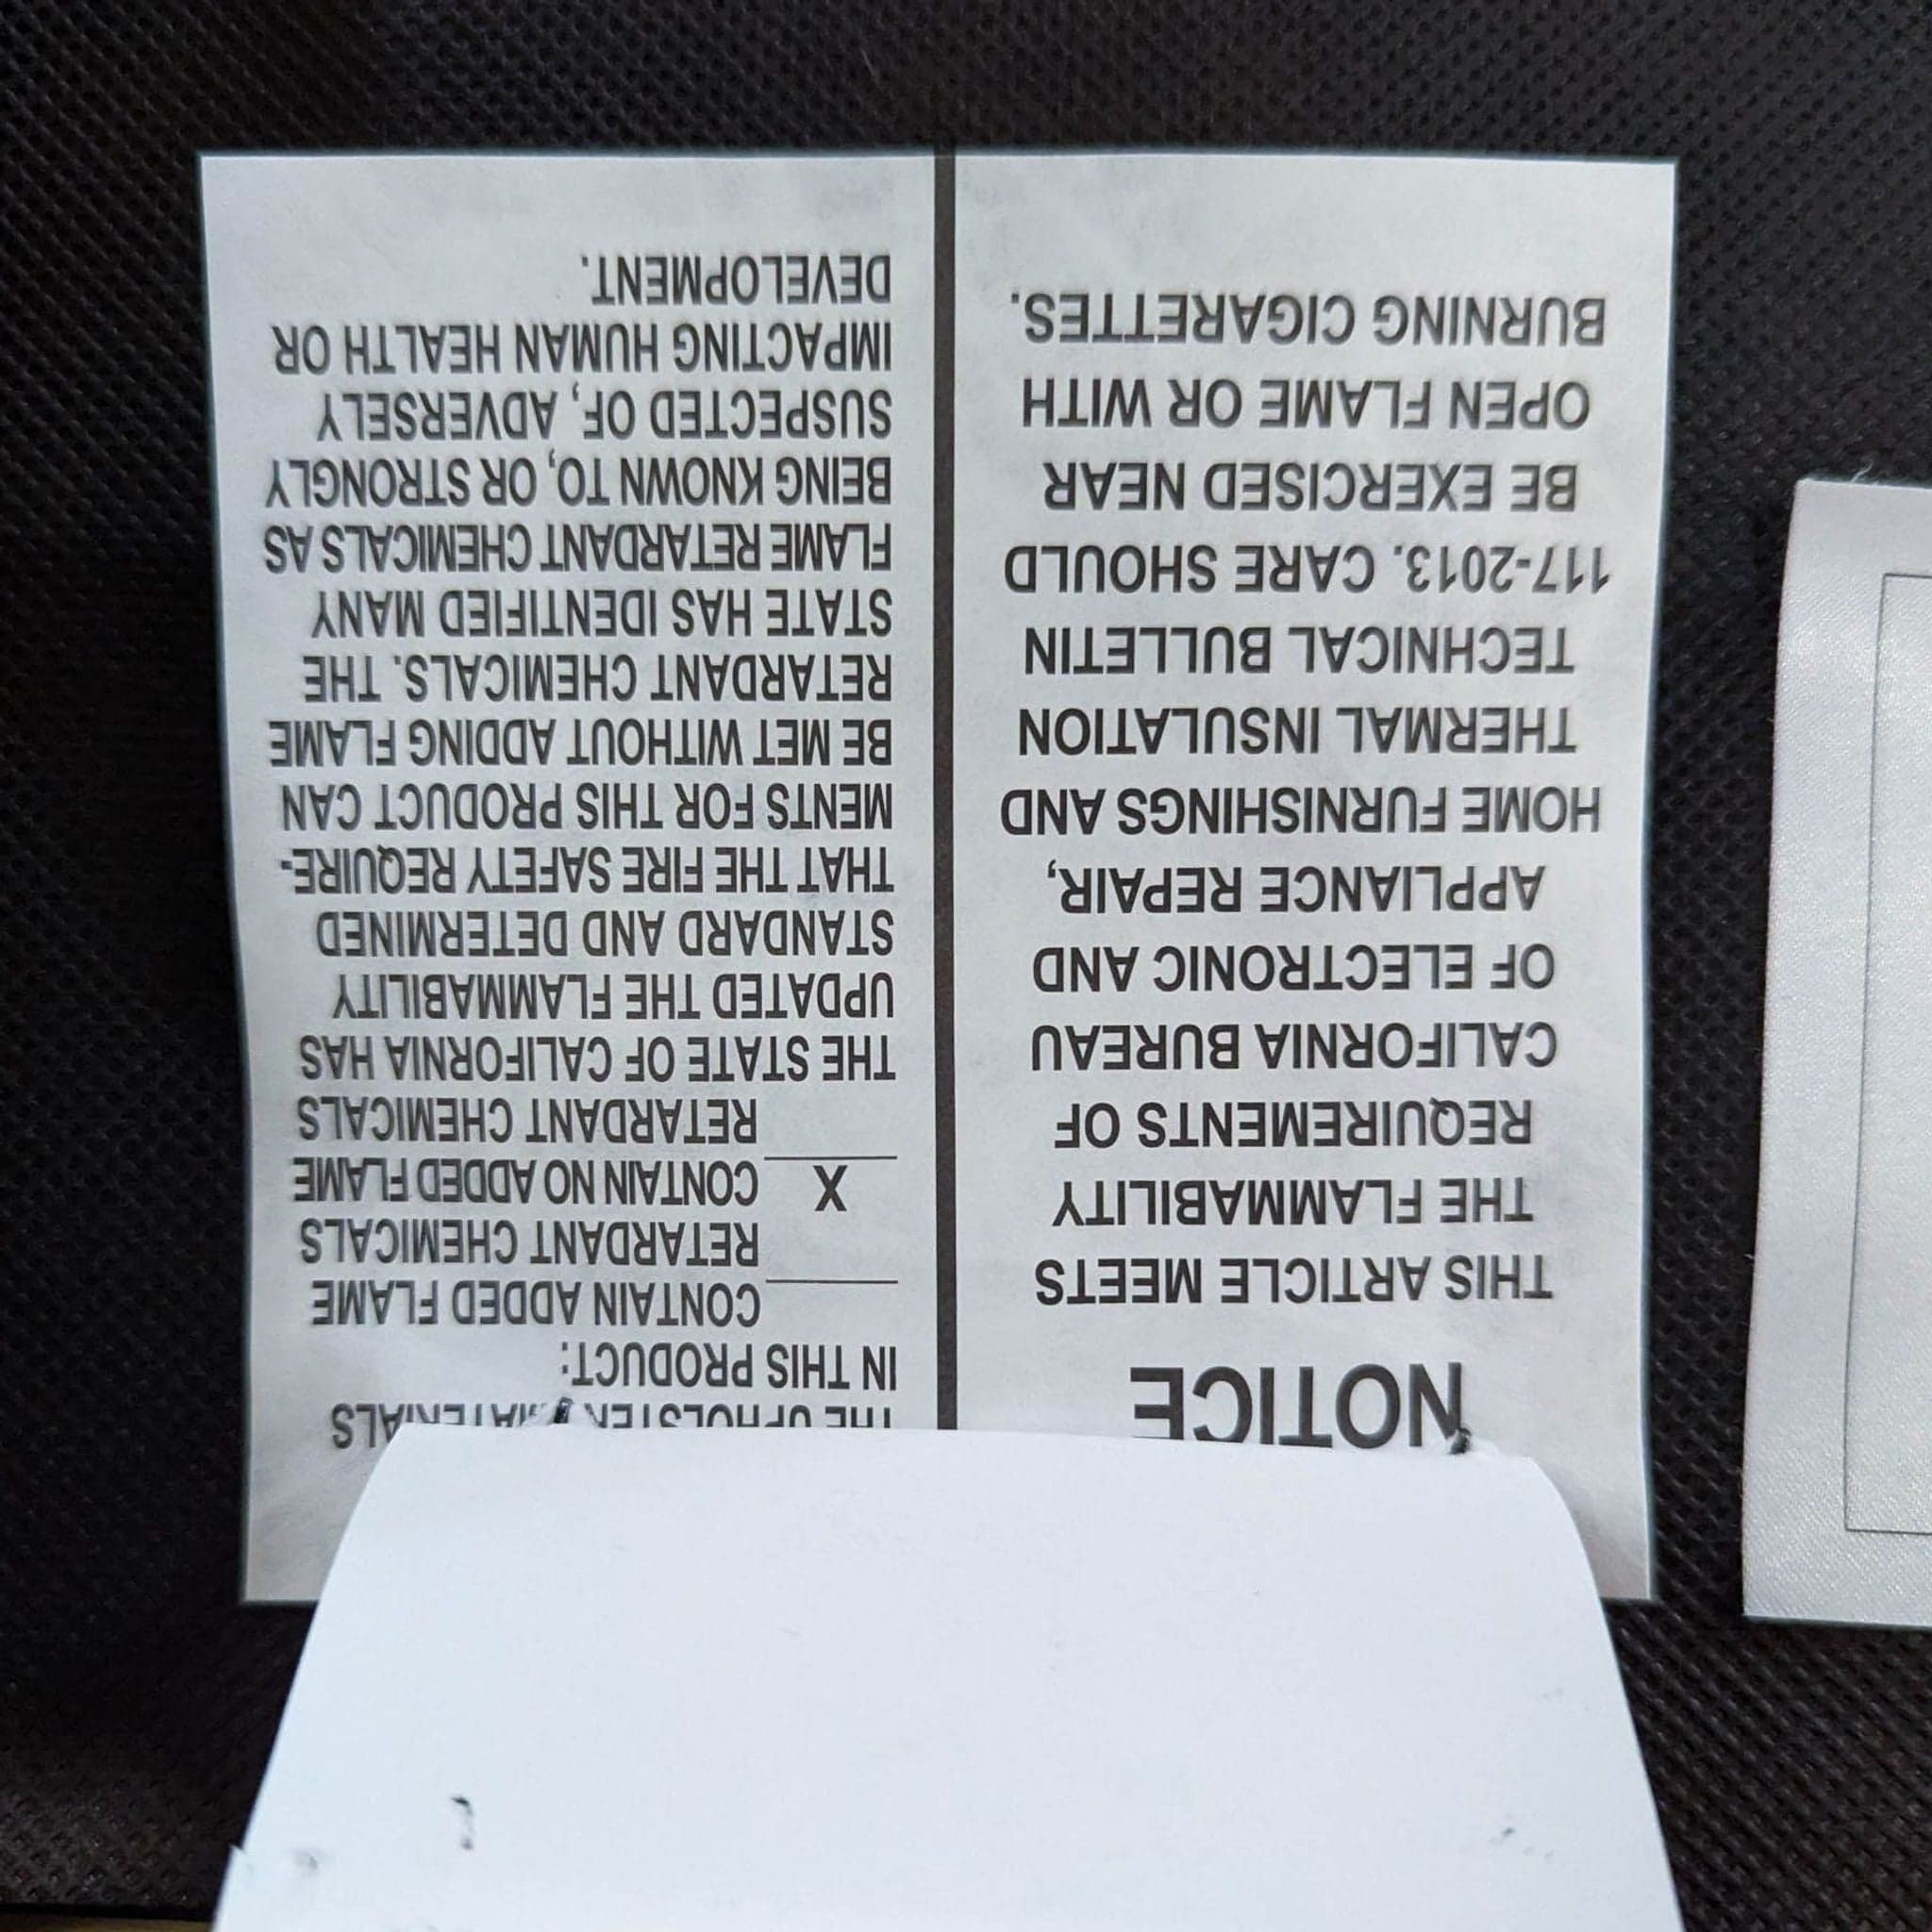 NOTICE
THIS ARTICLE MEETS
THE FLAMMABILITY
REQUIREMENTS OF
CALIFORNIA BUREAU
OF ELECTRONIC AND
APPLIANCE REPAIR,
HOME FURNISHINGS AND
THERMAL INSULATION
TECHNICAL BULLETIN
117-2013. CARE SHOULD
BE EXERCISED NEAR
OPEN FLAME OR WITH
BURNING CIGARETTES.
THE UPHOLSTERY MATERIALS
IN THIS PRODUCT:
CONTAIN ADDED FLAME
RETARDANT CHEMICALS
X CONTAIN NO ADDED FLAME
RETARDANT CHEMICALS
THE STATE OF CALIFORNIA HAS
UPDATED THE FLAMMABILITY
STANDARD AND DETERMINED
THAT THE FIRE SAFETY REQUIRE-
MENTS FOR THIS PRODUCT CAN
BE MET WITHOUT ADDING FLAME
RETARDANT CHEMICALS. THE
STATE HAS IDENTIFIED MANY
FLAME RETARDANT CHEMICALS AS
BEING KNOWN TO, OR STRONGLY
SUSPECTED OF, ADVERSELY
IMPACTING HUMAN HEALTH OR
DEVELOPMENT.